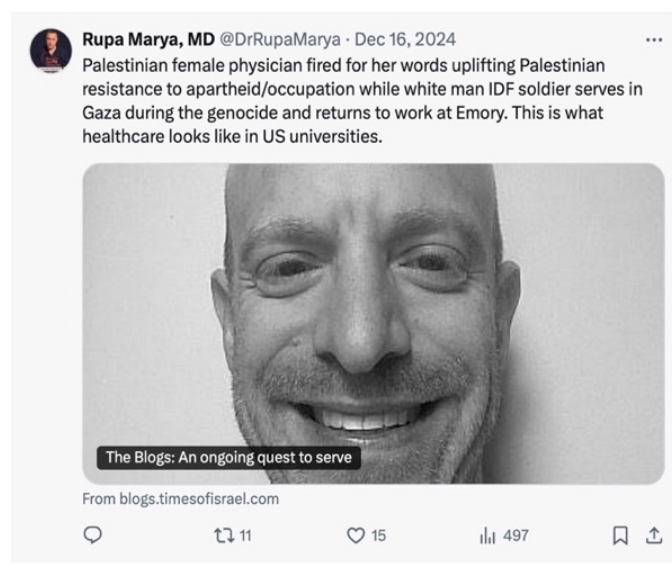 Rupa Marya, MD @DrRupaMarya · Dec 16, 2024
Palestinian female physician fired for her words uplifting Palestinian
resistance to apartheid/occupation while white man IDF soldier serves in
Gaza during the genocide and returns to work at Emory. This is what
healthcare looks like in US universities.
The Blogs: An ongoing quest to serve
From blogs.timesofisrael.com
11 15 497